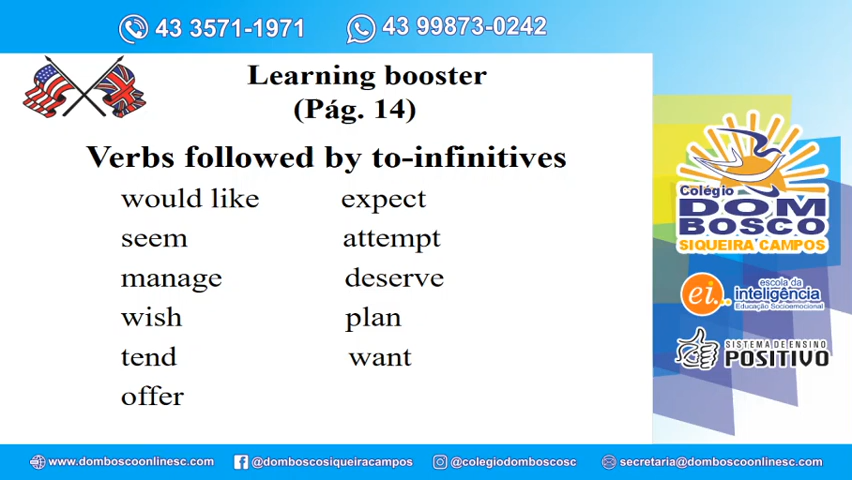 43 3571-1971 43 99873-0242
Learning booster
(Pág. 14)
Verbs followed by to-infinitives
would like expect
seem attempt
manage deserve
wish plan
tend want
offer
Colégio
DOM
BOSCO
SIQUEIRA CAMPOS
ei... escola da
inteligência
Educação Socioemocional
SISTEMA DE ENSINO
POSITIVO
www.domboscoonlinesc.com @domboscosiqueiracampos @colegiodomboscosc secretaria@domboscoonlinesc.com